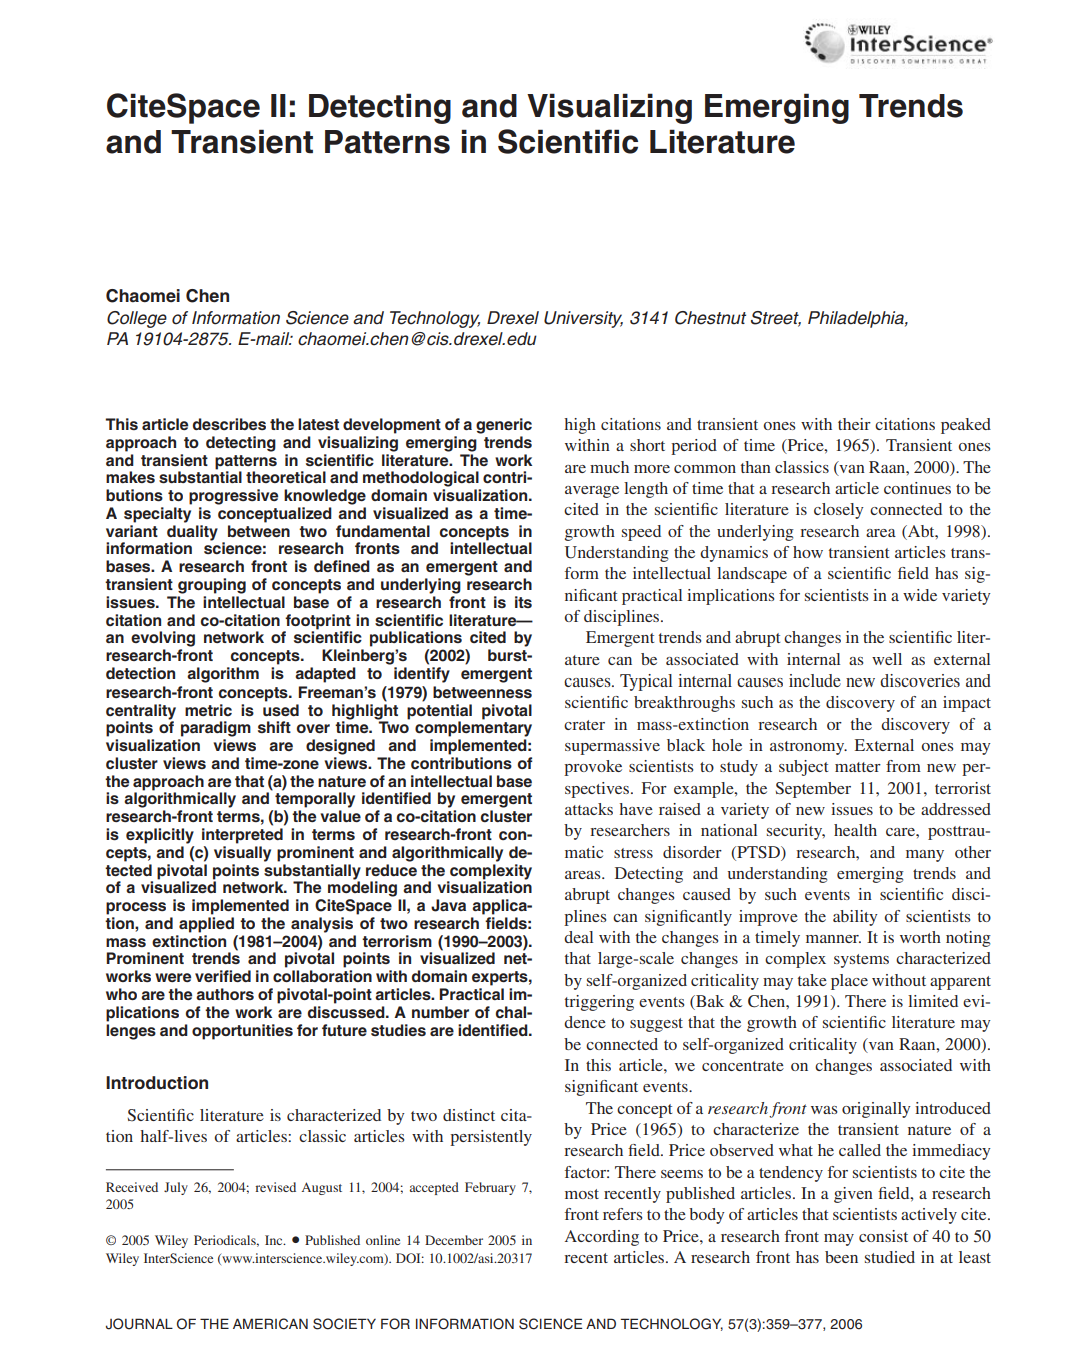 WILEY
InterScience®
DISCOVER SOMETHING GREAT
CiteSpace II: Detecting and Visualizing Emerging Trends
and Transient Patterns in Scientific Literature
Chaomei Chen
College of Information Science and Technology, Drexel University, 3141 Chestnut Street, Philadelphia,
PA 19104-2875. E-mail: chaomei.chen@cis.drexel.edu
This article describes the latest development of a generic
approach to detecting and visualizing emerging trends
and transient patterns in scientific literature. The work
makes substantial theoretical and methodological contri-
butions to progressive knowledge domain visualization.
A specialty is conceptualized and visualized as a time-
variant duality between two fundamental concepts in
information science: research fronts and intellectual
bases. A research front is defined as an emergent and
transient grouping of concepts and underlying research
issues. The intellectual base of a research front is its
citation and co-citation footprint in scientific literature—
an evolving network of scientific publications cited by
research-front concepts. Kleinberg's (2002) burst-
detection algorithm is adapted to identify emergent
research-front concepts. Freeman's (1979) betweenness
centrality metric is used to highlight potential pivotal
points of paradigm shift over time. Two complementary
visualization views are designed and implemented:
cluster views and time-zone views. The contributions of
the approach are that (a) the nature of an intellectual base
is algorithmically and temporally identified by emergent
research-front terms, (b) the value of a co-citation cluster
is explicitly interpreted in terms of research-front con-
cepts, and (c) visually prominent and algorithmically de-
tected pivotal points substantially reduce the complexity
of a visualized network. The modeling and visualization
process is implemented in CiteSpace II, a Java applica-
tion, and applied to the analysis of two research fields:
mass extinction (1981–2004) and terrorism (1990–2003).
Prominent trends and pivotal points in visualized net-
works were verified in collaboration with domain experts,
who are the authors of pivotal-point articles. Practical im-
plications of the work are discussed. A number of chal-
lenges and opportunities for future studies are identified.
Introduction
Scientific literature is characterized by two distinct cita-
tion half-lives of articles: classic articles with persistently
Received July 26, 2004; revised August 11, 2004; accepted February 7,
2005
© 2005 Wiley Periodicals, Inc. • Published online 14 December 2005 in
Wiley InterScience (www.interscience.wiley.com). DOI: 10.1002/asi.20317
high citations and transient ones with their citations peaked
within a short period of time (Price, 1965). Transient ones
are much more common than classics (van Raan, 2000). The
average length of time that a research article continues to be
cited in the scientific literature is closely connected to the
growth speed of the underlying research area (Abt, 1998).
Understanding the dynamics of how transient articles trans-
form the intellectual landscape of a scientific field has sig-
nificant practical implications for scientists in a wide variety
of disciplines.
Emergent trends and abrupt changes in the scientific liter-
ature can be associated with internal as well as external
causes. Typical internal causes include new discoveries and
scientific breakthroughs such as the discovery of an impact
crater in mass-extinction research or the discovery of a
supermassive black hole in astronomy. External ones may
provoke scientists to study a subject matter from new per-
spectives. For example, the September 11, 2001, terrorist
attacks have raised a variety of new issues to be addressed
by researchers in national security, health care, posttrau-
matic stress disorder (PTSD) research, and many other
areas. Detecting and understanding emerging trends and
abrupt changes caused by such events in scientific disci-
plines can significantly improve the ability of scientists to
deal with the changes in a timely manner. It is worth noting
that large-scale changes in complex systems characterized
by self-organized criticality may take place without apparent
triggering events (Bak & Chen, 1991). There is limited evi-
dence to suggest that the growth of scientific literature may
be connected to self-organized criticality (van Raan, 2000).
In this article, we concentrate on changes associated with
significant events.
The concept of a research front was originally introduced
by Price (1965) to characterize the transient nature of a
research field. Price observed what he called the immediacy
factor: There seems to be a tendency for scientists to cite the
most recently published articles. In a given field, a research
front refers to the body of articles that scientists actively cite.
According to Price, a research front may consist of 40 to 50
recent articles. A research front has been studied in at least
JOURNAL OF THE AMERICAN SOCIETY FOR INFORMATION SCIENCE AND TECHNOLOGY, 57(3):359–377, 2006